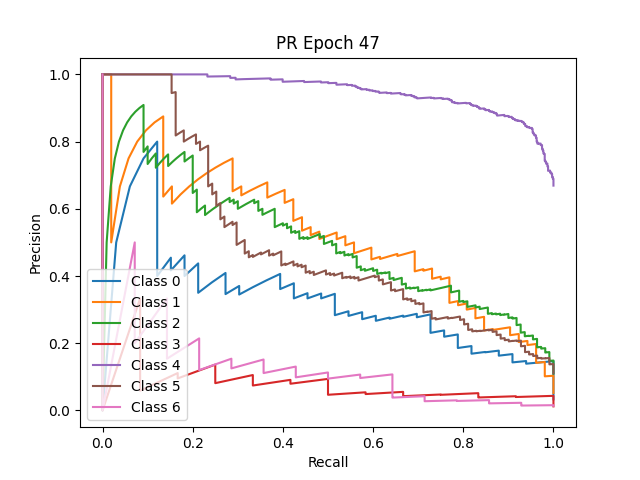 PR Epoch 47
Precision
1.0
0.8
0.6
0.4
0.2
0.0
Class 0
Class 1
Class 2
Class 3
Class 4
Class 5
Class 6
0.0 0.2 0.4 0.6 0.8 1.0
Recall